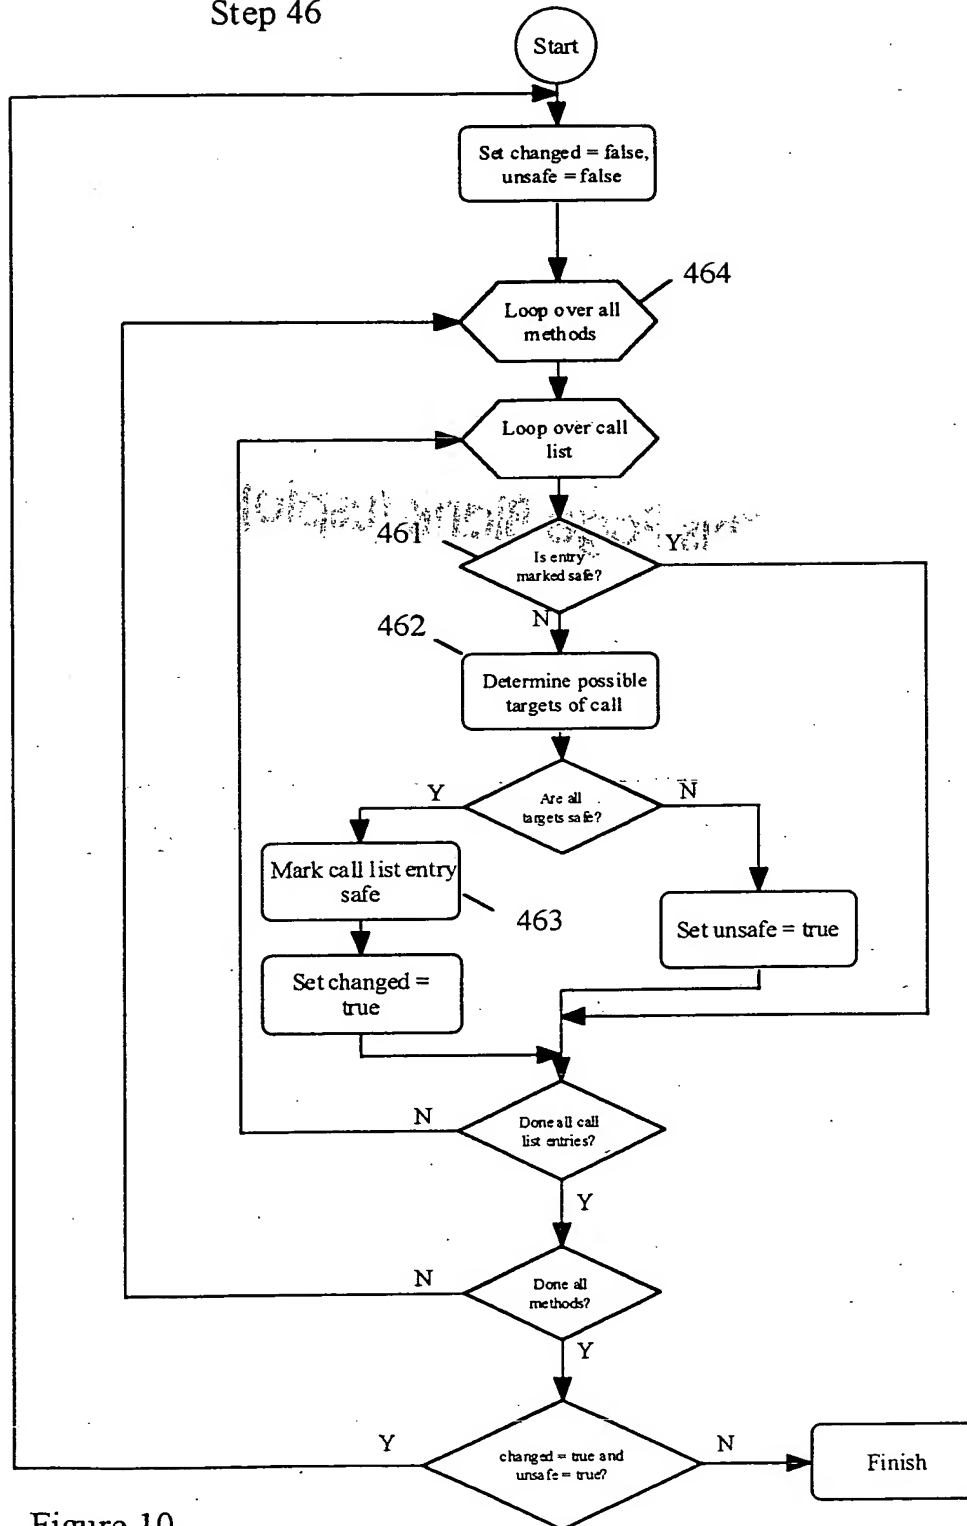 Step 46
Start
Set changed = false,
unsafe = false
464
Loop over all
methods
Loop over call
list
461
Is entry
marked safe?
Y
N
462
Determine possible
targets of call
Y
Are all
targets safe?
N
Mark call list entry
safe
463
Set unsafe = true
Set changed =
true
N
Done all call
list entries?
Y
N
Done all
methods?
Y
Y
changed = true and
unsafe = true?
N
Finish
Figure 10